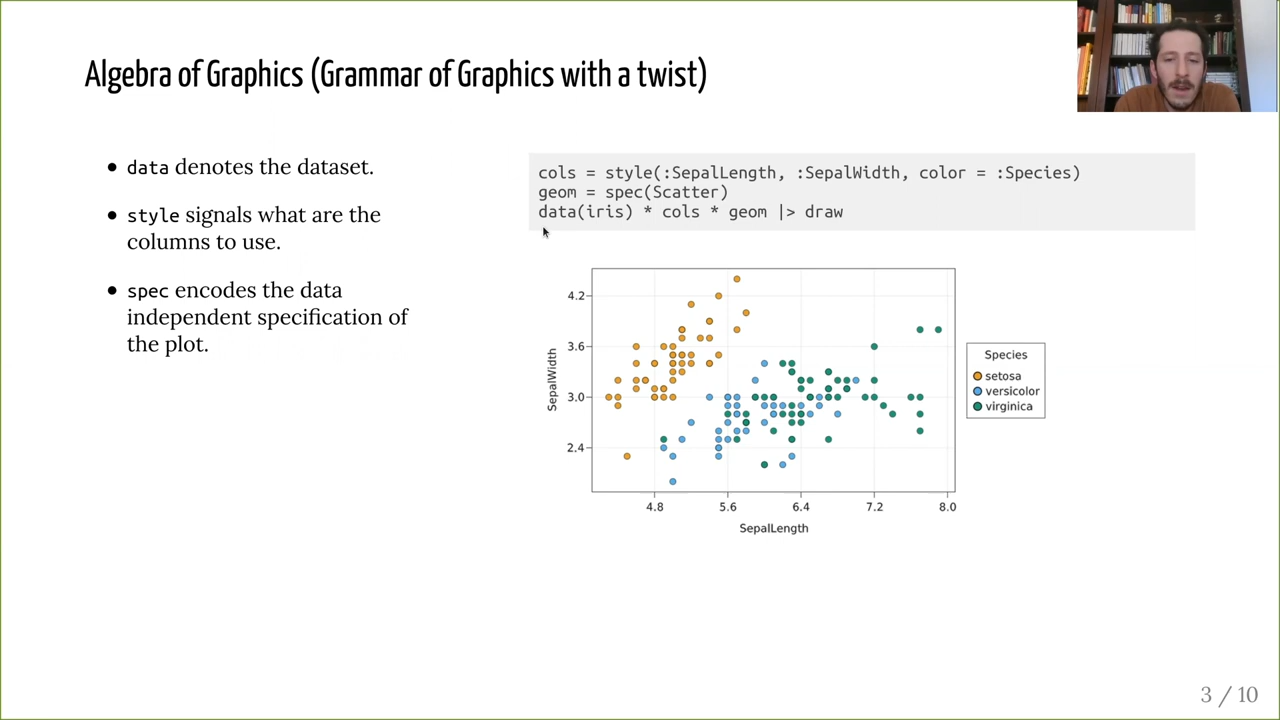 Algebra of Graphics (Grammar of Graphics with a twist)
• data denotes the dataset.
• style signals what are the
columns to use.
• spec encodes the data
independent specification of
the plot.
cols = style(:SepalLength, :SepalWidth, color = :Species)
geom = spec(Scatter)
data(iris) * cols * geom |> draw
4.2
3.6
3.0
2.4
SepalWidth
4.8 5.6 6.4 7.2 8.0
SepalLength
Species
setosa
versicolor
virginica
3 / 10